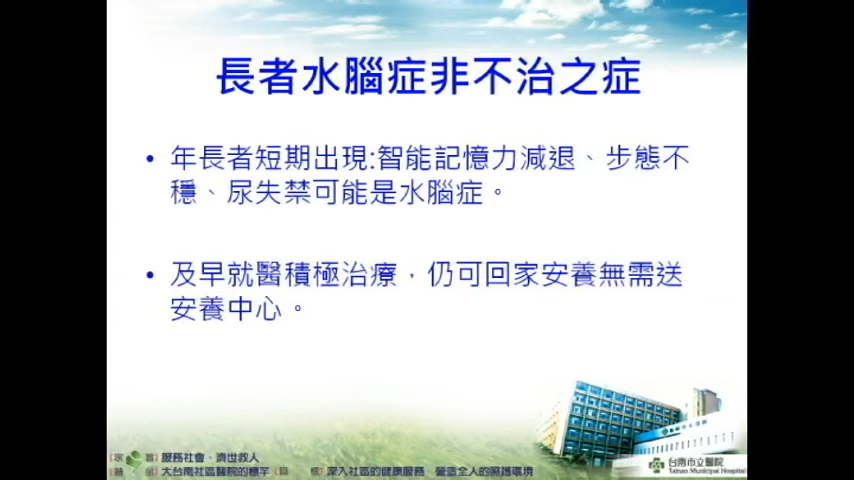 長者水腦症非不治之症
• 年長者短期出現:智能記憶力減退、步態不
穩、尿失禁可能是水腦症。
• 及早就醫積極治療，仍可回家安養無需送
安養中心。
服務社會、濟世救人
大台南社區醫院的標竿
深入社區的健康服務 營造全人的照護環境
台南市立醫院
Tainan Municipal Hospital